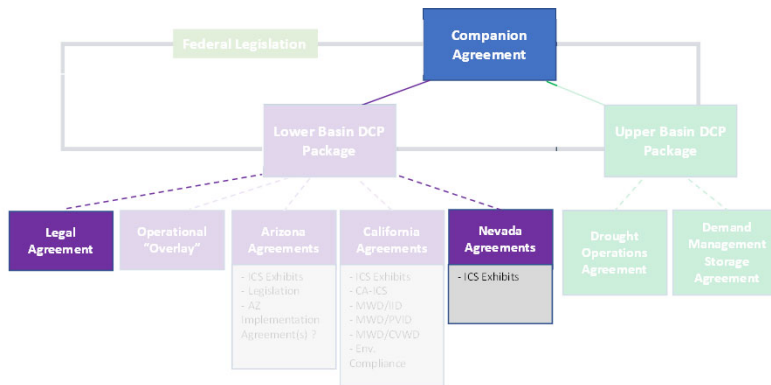 Federal Legislation
Companion
Agreement
Lower Basin DCP
Package
Upper Basin DCP
Package
Legal
Agreement
Operational
"Overlay"
Arizona
Agreements
- ICS Exhibits
- Legislation
- AZ
Implementation
Agreement(s) ?
California
Agreements
- ICS Exhibits
- CA-ICS
- MWD/IID
- MWD/PVID
- MWD/CVWD
- Env.
Compliance
Nevada
Agreements
- ICS Exhibits
Drought
Operations
Agreement
Demand
Management
Storage
Agreement